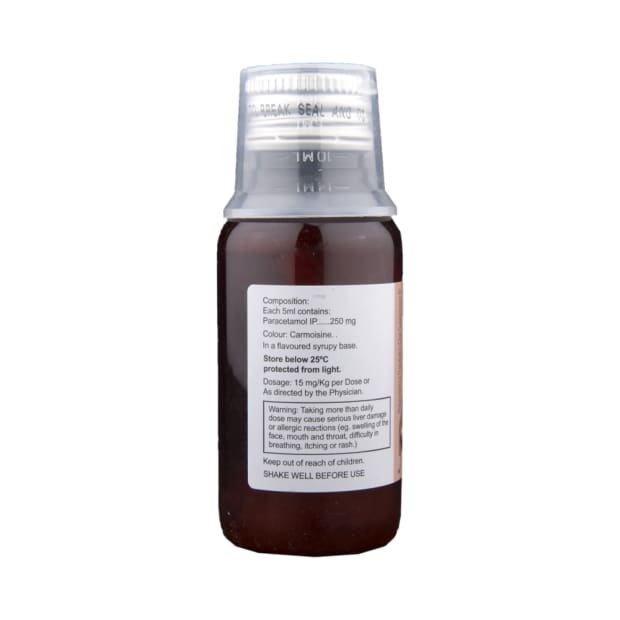 BREAK SEAL AND
10ML
Composition:
Each 5ml contains:
Paracetamol IP......250 mg
Colour: Carmoisine. .
In a flavoured syrupy base.
Store below 25ºC
protected from light.
Dosage: 15 mg/Kg per Dose or
As directed by the Physician.
Warning: Taking more than daily
dose may cause serious liver damage
or allergic reactions (eg. swelling of the
face, mouth and throat, difficulty in
breathing, itching or rash.)
Keep out of reach of children.
SHAKE WELL BEFORE USE